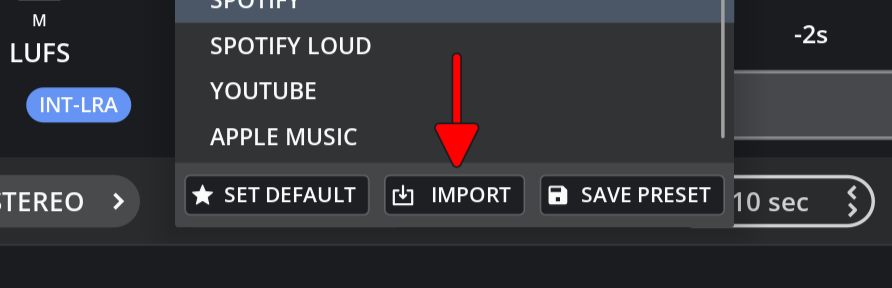 SPOTIFY
M
LUFS
-2s
SPOTIFY LOUD
YOUTUBE
INT-LRA
APPLE MUSIC
STEREO
SET DEFAULT
IMPORT
SAVE PRESET
10 sec